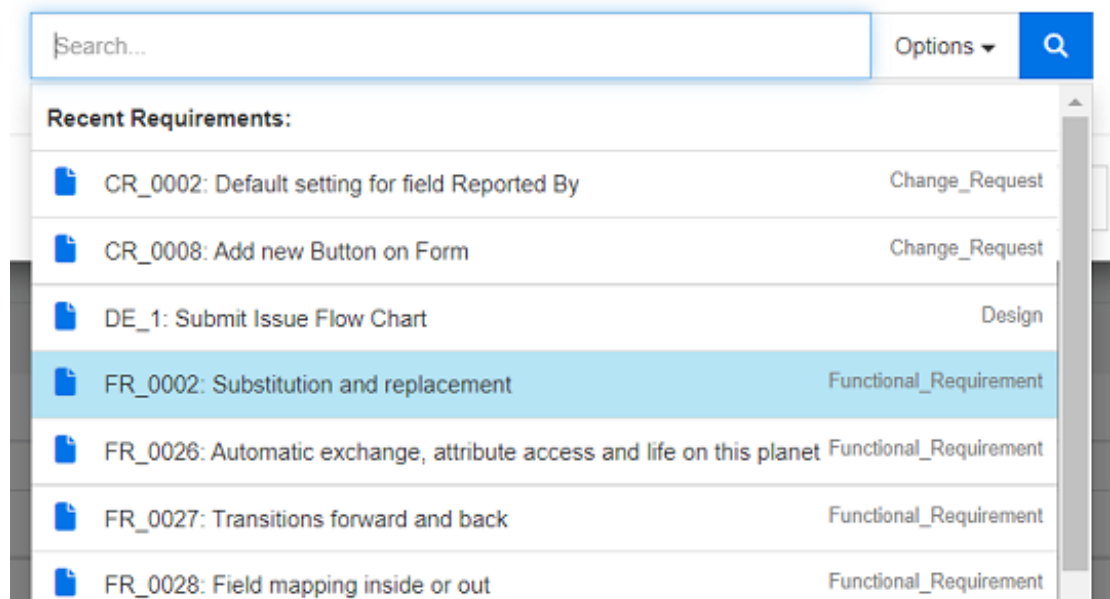 Search...
Options
Recent Requirements:
CR_0002: Default setting for field Reported By Change_Request
CR_0008: Add new Button on Form Change_Request
DE_1: Submit Issue Flow Chart Design
FR_0002: Substitution and replacement Functional_Requirement
FR_0026: Automatic exchange, attribute access and life on this planet Functional_Requirement
FR_0027: Transitions forward and back Functional_Requirement
FR_0028: Field mapping inside or out Functional_Requirement